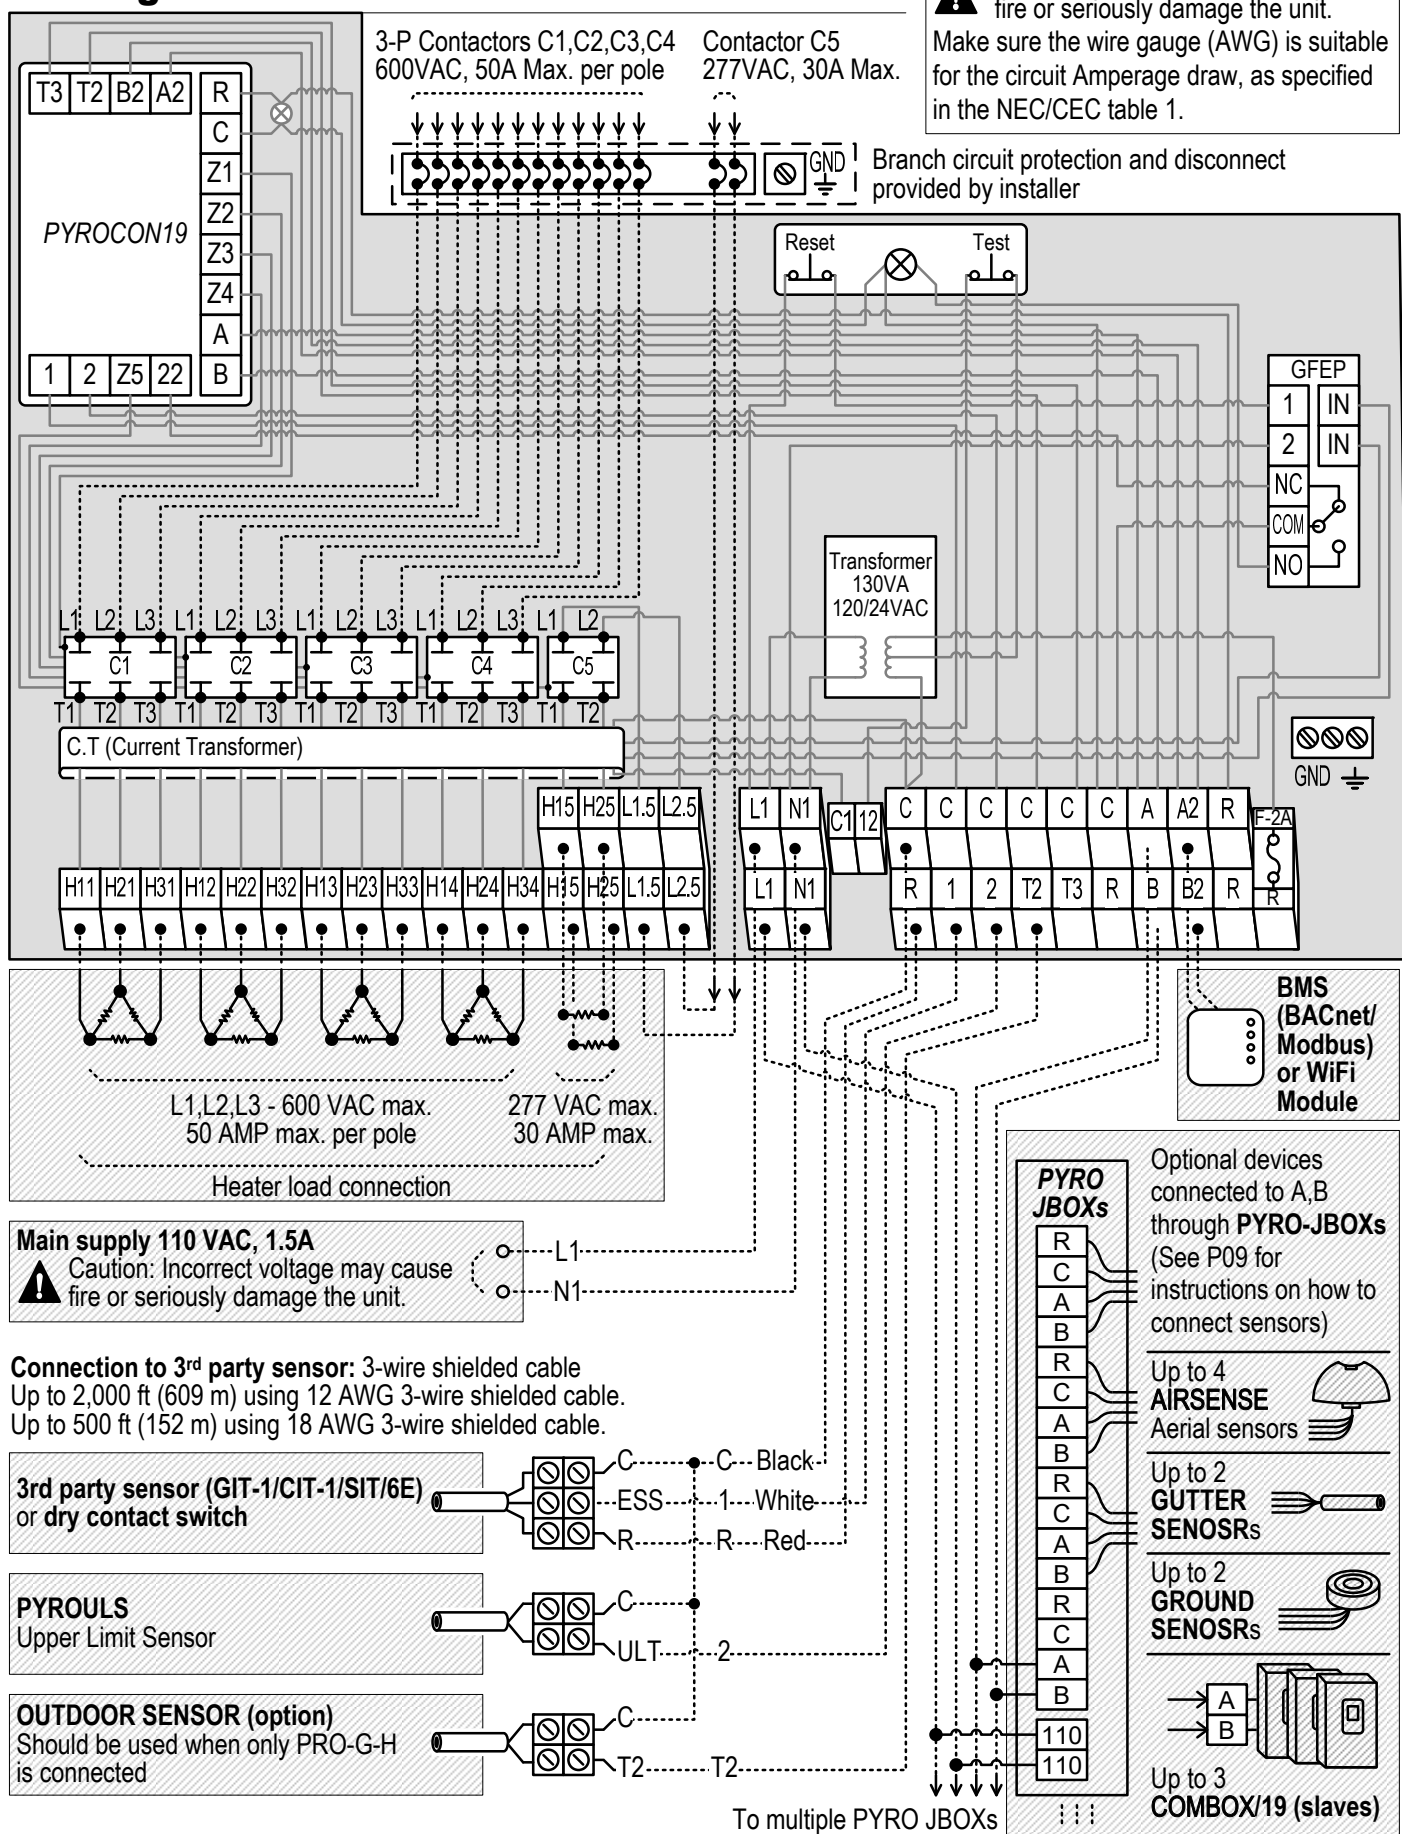 fire or seriously damage the unit.
Make sure the wire gauge (AWG) is suitable
for the circuit Amperage draw, as specified
in the NEC/CEC table 1.
3-P Contactors C1,C2,C3,C4
600VAC, 50A Max. per pole
Contactor C5
277VAC, 30A Max.
GND
Branch circuit protection and disconnect
provided by installer
T3 T2 B2 A2
R
C
Z1
Z2
Z3
Z4
A
B
PYROCON19
1 2 Z5 22
Reset
Test
GFEP
1 IN
2 IN
NC
COM
NO
Transformer
130VA
120/24VAC
L1 L2 L3 L1 L2 L3 L1 L2 L3 L1 L2 L3 L1 L2
C1 C2 C3 C4 C5
T1 T2 T3 T1 T2 T3 T1 T2 T3 T1 T2 T3 T1 T2
C.T (Current Transformer)
GND
H15 H25 L1.5 L2.5 L1 N1 C1 12 C C C C C C A A2 R F-2A
H11 H21 H31 H12 H22 H32 H13 H23 H33 H14 H24 H34 H15 H25 L1.5 L2.5 L1 N1 R 1 2 T2 T3 R B B2 R R
L1,L2,L3 - 600 VAC max.
50 AMP max. per pole
277 VAC max.
30 AMP max.
Heater load connection
BMS
(BACnet/
Modbus)
or WiFi
Module
Main supply 110 VAC, 1.5A
Caution: Incorrect voltage may cause
fire or seriously damage the unit.
L1
N1
Connection to 3rd party sensor: 3-wire shielded cable
Up to 2,000 ft (609 m) using 12 AWG 3-wire shielded cable.
Up to 500 ft (152 m) using 18 AWG 3-wire shielded cable.
3rd party sensor (GIT-1/CIT-1/SIT/6E)
or dry contact switch
C C Black
ESS 1 White
R R Red
PYROULS
Upper Limit Sensor
C
ULT 2
OUTDOOR SENSOR (option)
Should be used when only PRO-G-H
is connected
C
T2 T2
To multiple PYRO JBOXs
PYRO
JBOXs
R
C
A
B
R
C
A
B
R
C
A
B
R
C
A
B
110
110
Optional devices
connected to A,B
through PYRO-JBOXs
(See P09 for
instructions on how to
connect sensors)
Up to 4
AIRSENSE
Aerial sensors
Up to 2
GUTTER
SENOSRs
Up to 2
GROUND
SENOSRs
A
B
Up to 3
COMBOX/19 (slaves)